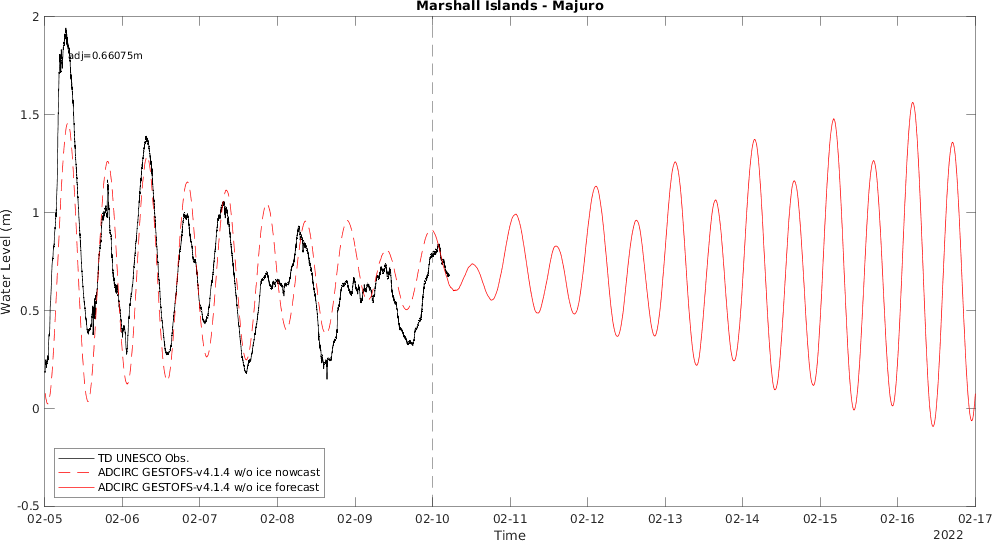 Marshall Islands - Majuro
adj=0.66075m
Water Level (m)
2
1.5
1
0.5
0
-0.5
TD UNESCO Obs.
ADCIRC GESTOFS-v4.1.4 w/o ice nowcast
ADCIRC GESTOFS-v4.1.4 w/o ice forecast
02-05 02-06 02-07 02-08 02-09 02-10 02-11 02-12 02-13 02-14 02-15 02-16 02-17
Time
2022